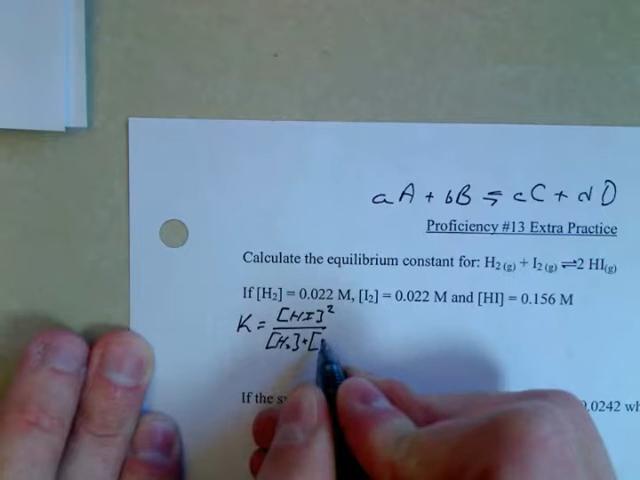 aA + bB ⇌ cC + dD
Proficiency #13 Extra Practice
Calculate the equilibrium constant for: H₂ (g) + I₂ (g) ⇌2 HI(g)
If [H₂] = 0.022 M, [I₂] = 0.022 M and [HI] = 0.156 M
K = [HI]²
[H₂]•[
If the 0.0242